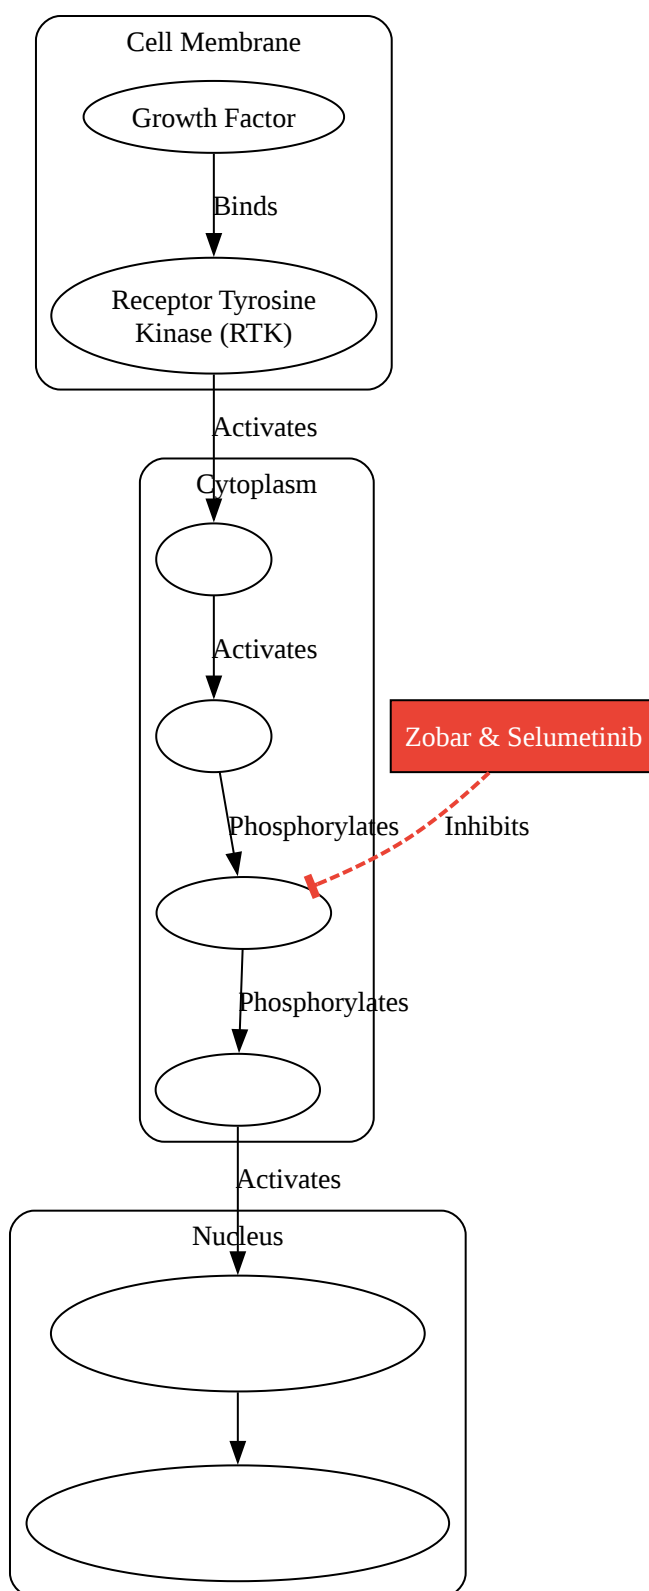 Cell Membrane
Growth Factor
Binds
Receptor Tyrosine
Kinase (RTK)
Activates
Cytoplasm
Activates
Zobar & Selumetinib
Phosphorylates
Inhibits
Phosphorylates
Activates
Nucleus